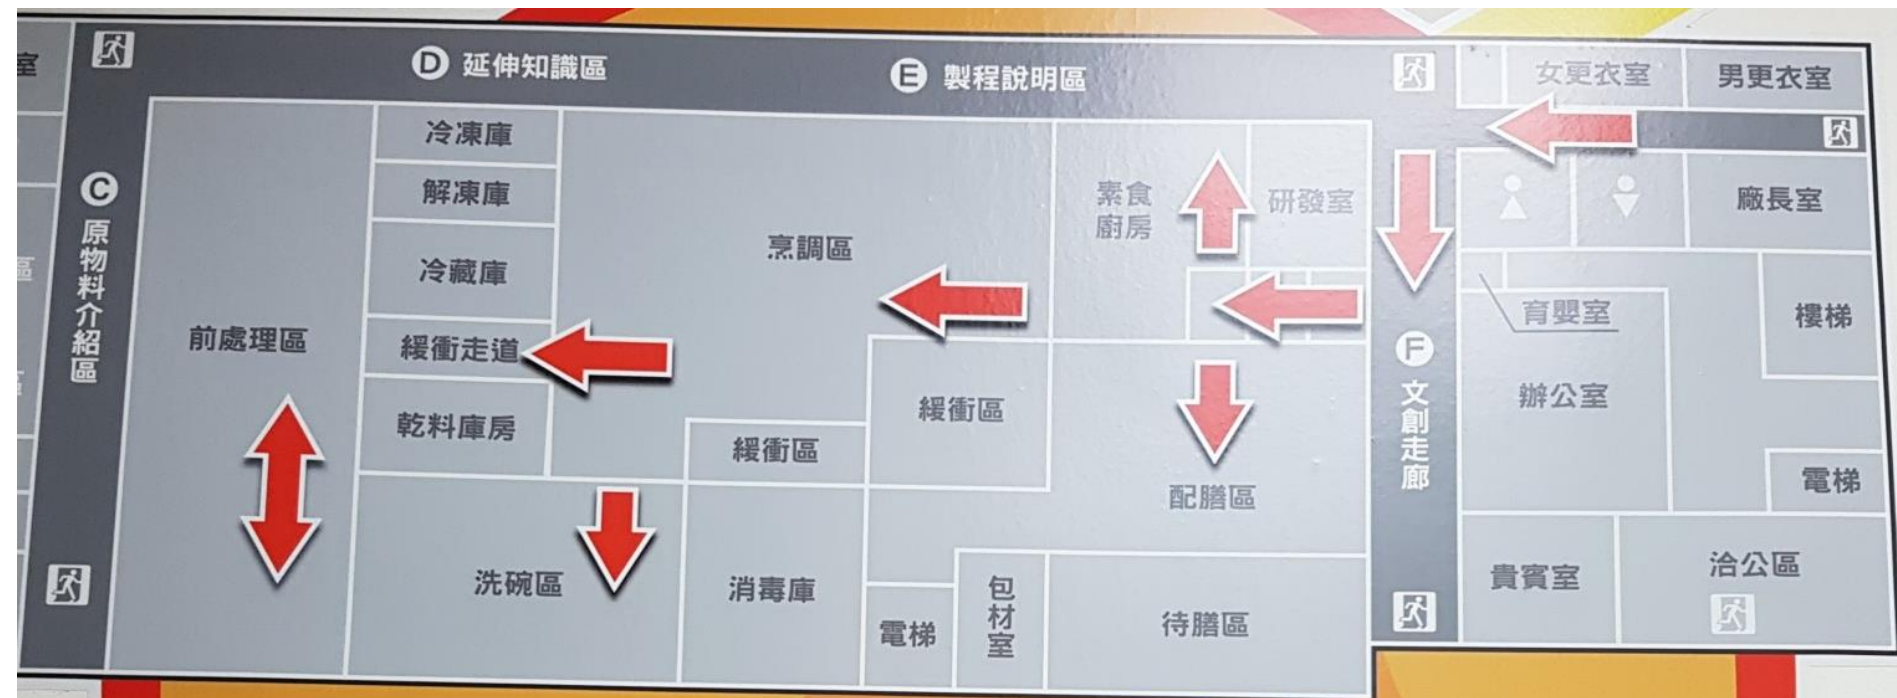 室
D 延伸知識區
E 製程說明區
女更衣室
男更衣室
C 原物料介紹區
冷凍庫
解凍庫
冷藏庫
緩衝走道
乾料庫房
前處理區
烹調區
素食
廚房
研發室
廠長室
育嬰室
樓梯
F 文創走廊
辦公室
緩衝區
緩衝區
配膳區
電梯
洗碗區
消毒庫
電梯
包材室
待膳區
貴賓室
洽公區
區